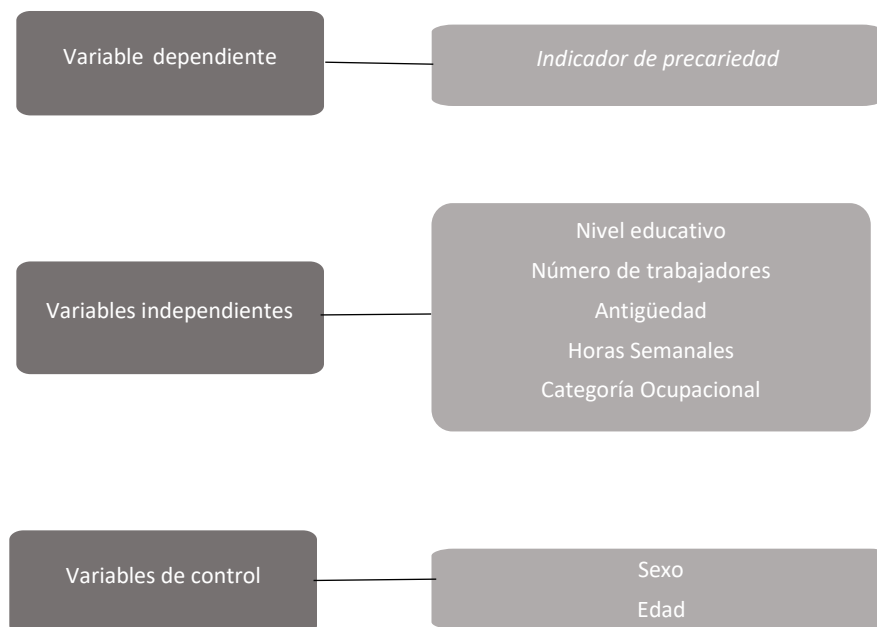 Variable dependiente
Indicador de precariedad
Variables independientes
Nivel educativo
Número de trabajadores
Antigüedad
Horas Semanales
Categoría Ocupacional
Variables de control
Sexo
Edad